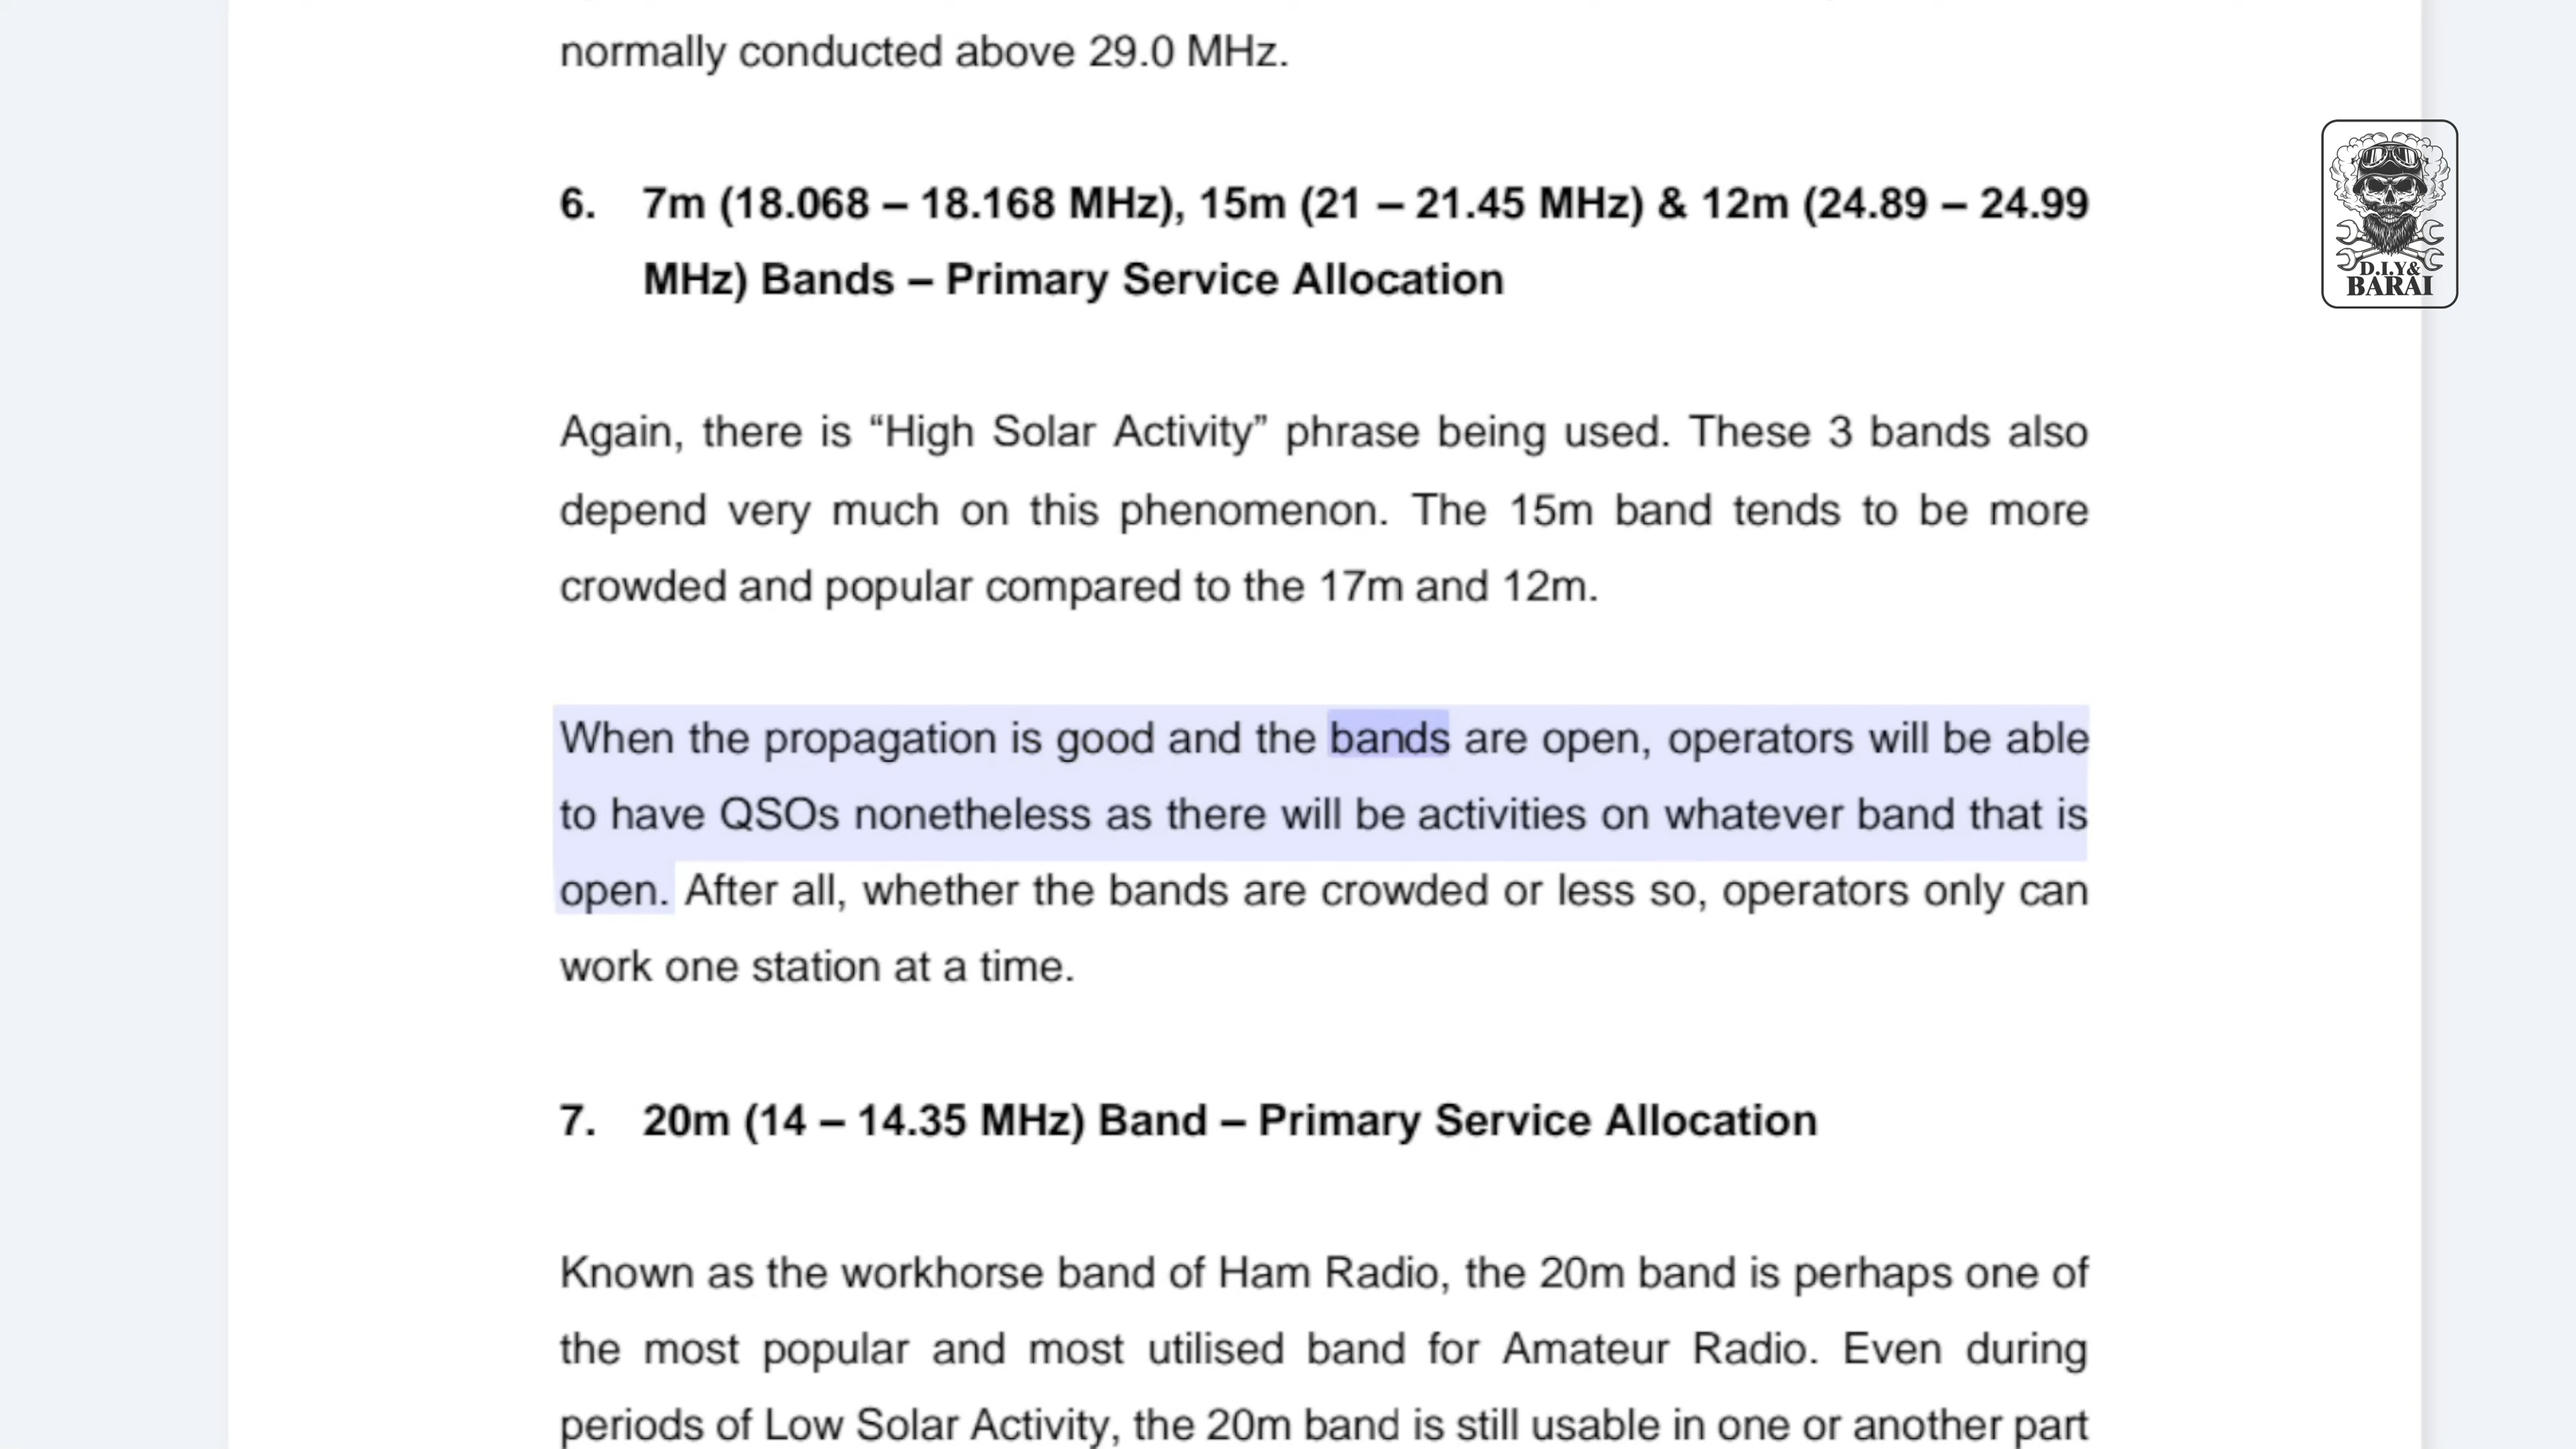 normally conducted above 29.0 MHz.
6. 7m (18.068 – 18.168 MHz), 15m (21 – 21.45 MHz) & 12m (24.89 – 24.99
MHz) Bands – Primary Service Allocation
D.I.Y&
BARAI
Again, there is “High Solar Activity” phrase being used. These 3 bands also
depend very much on this phenomenon. The 15m band tends to be more
crowded and popular compared to the 17m and 12m.
When the propagation is good and the bands are open, operators will be able
to have QSOs nonetheless as there will be activities on whatever band that is
open. After all, whether the bands are crowded or less so, operators only can
work one station at a time.
7. 20m (14 – 14.35 MHz) Band – Primary Service Allocation
Known as the workhorse band of Ham Radio, the 20m band is perhaps one of
the most popular and most utilised band for Amateur Radio. Even during
periods of Low Solar Activity, the 20m band is still usable in one or another part